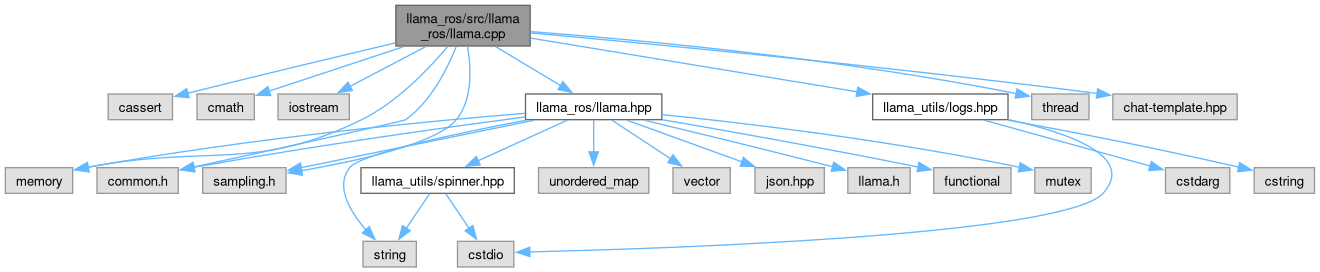 llama_ros/src/llama
_ros/llama.cpp
cassert
cmath
iostream
llama_ros/llama.hpp
llama_utils/logs.hpp
thread
chat-template.hpp
memory
common.h
sampling.h
llama_utils/spinner.hpp
unordered_map
vector
json.hpp
llama.h
functional
mutex
cstdarg
cstring
string
cstdio